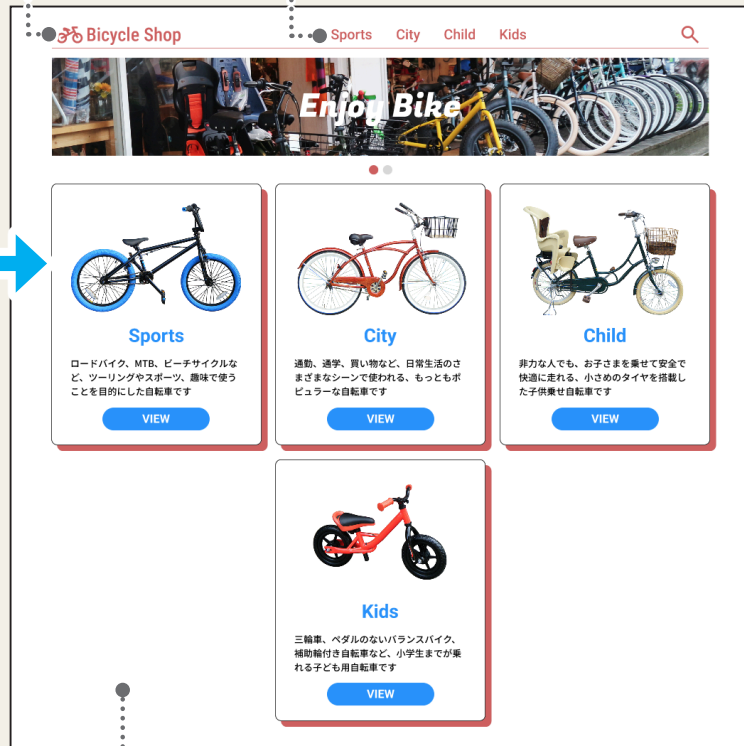 Bicycle Shop
Sports City Child Kids
Enjoy Bike
Sports
ロードバイク、MTB、ビーチサイクルな
ど、ツーリングやスポーツ、趣味で使う
ことを目的にした自転車です
VIEW
City
通勤、通学、買い物など、日常生活のさ
まざまなシーンで使われる、もっともポ
ピュラーな自転車です
VIEW
Child
非力な人でも、お子さまを乗せて安全で
快適に走れる、小さめのタイヤを搭載し
た子供乗せ自転車です
VIEW
Kids
三輪車、ペダルのないバランスバイク、
補助輪付き自転車など、小学生までが乗
れる子ども用自転車です
VIEW